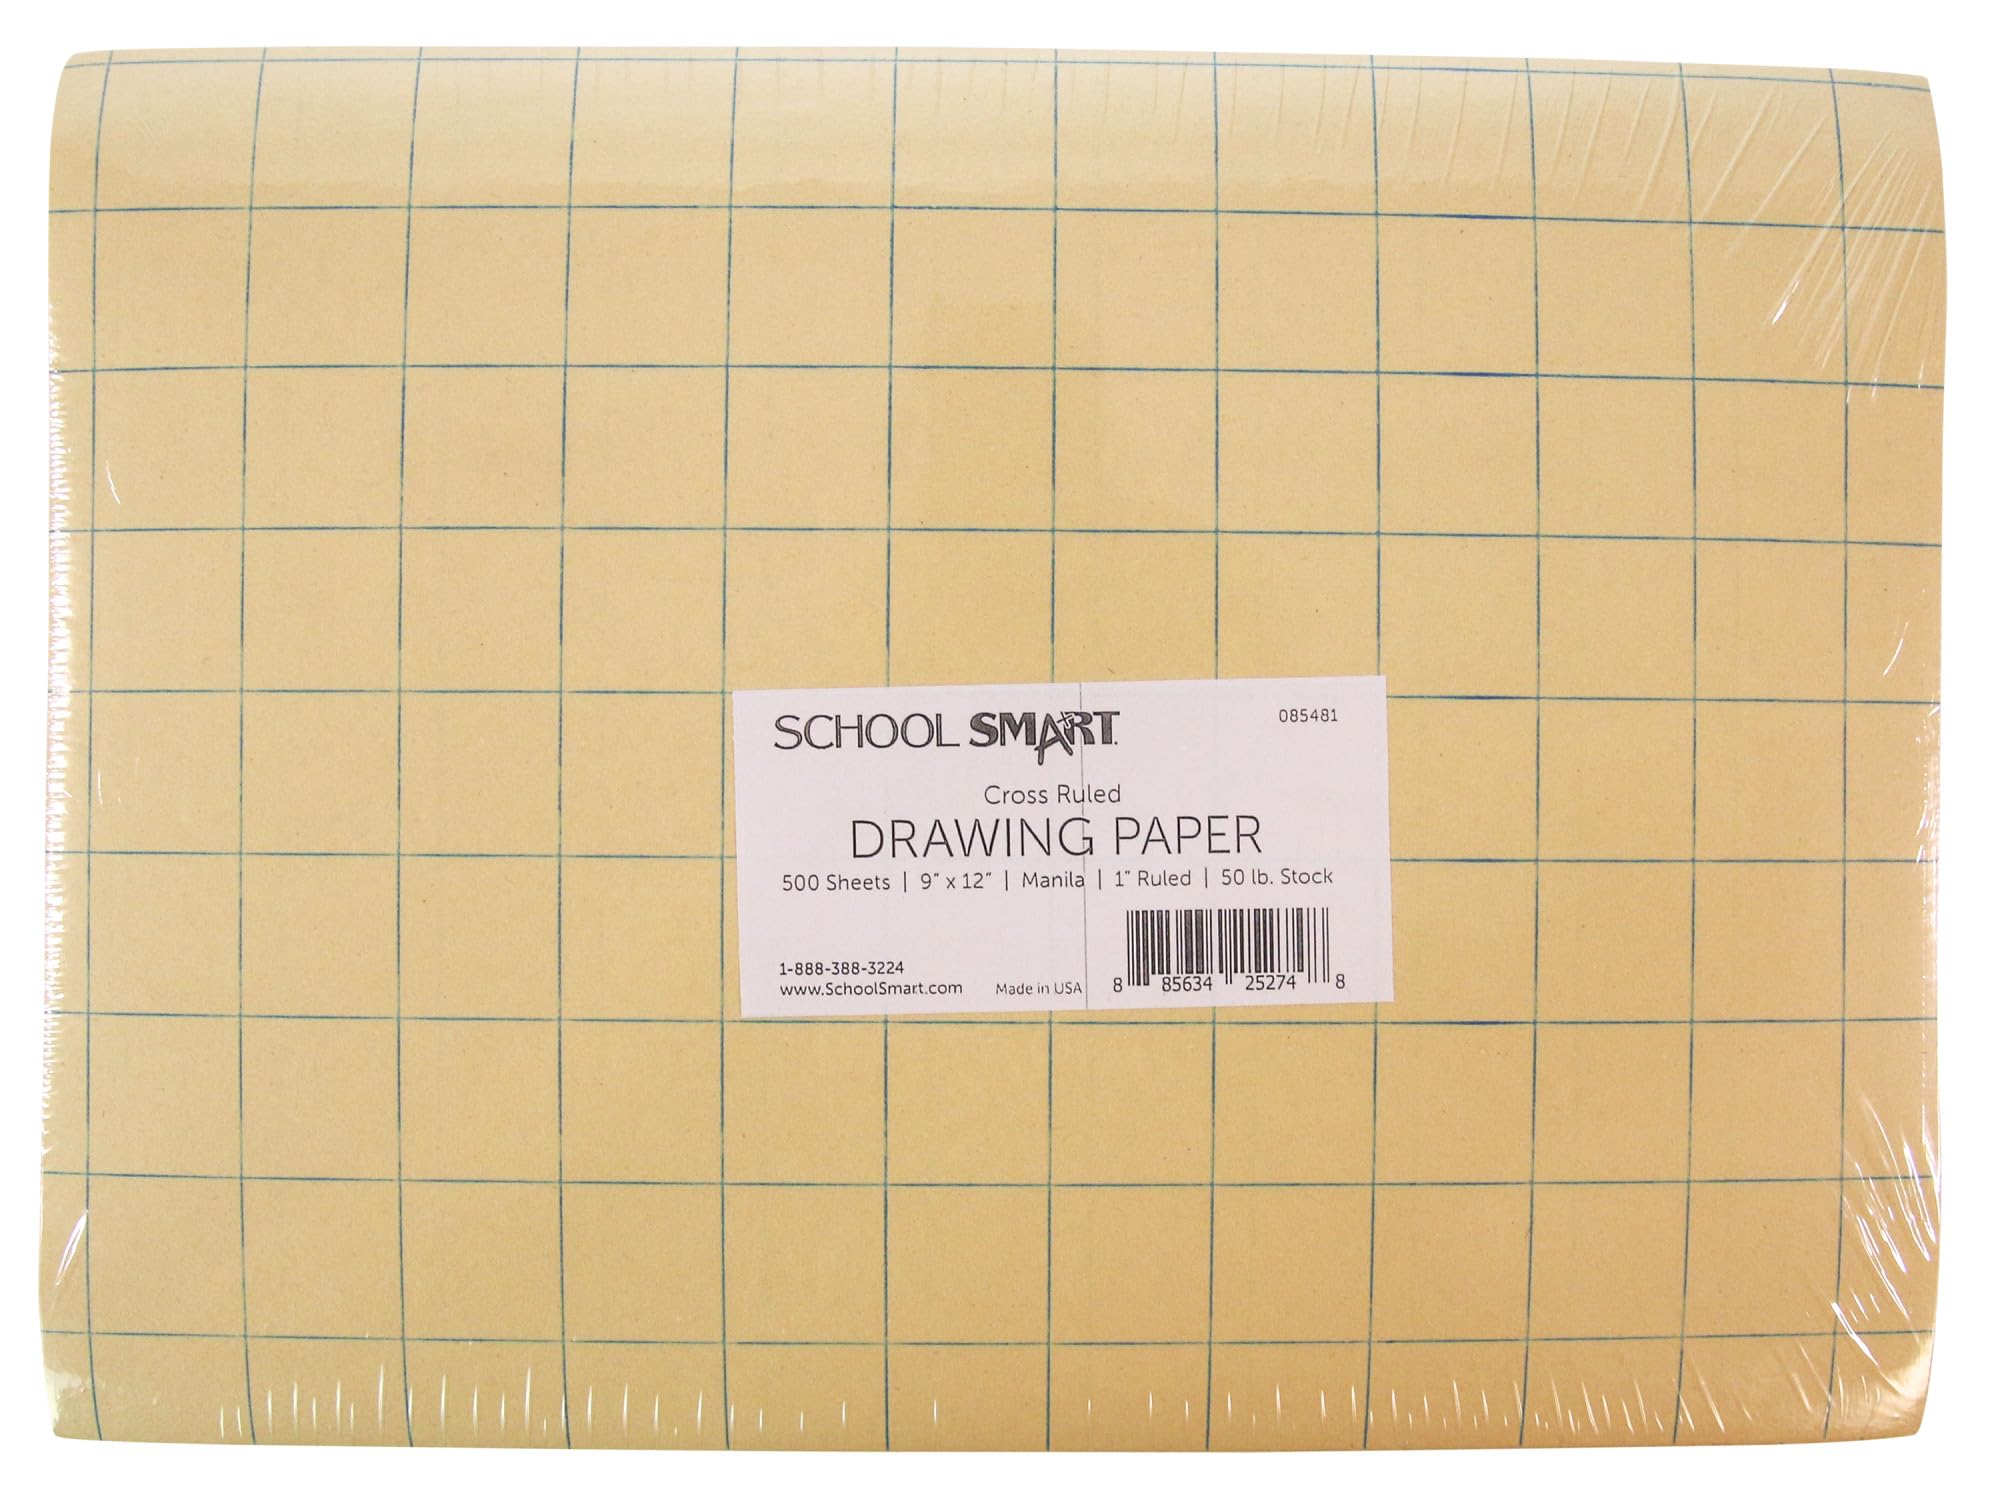 SCHOOL SMART
085481
Cross Ruled
DRAWING PAPER
500 Sheets | 9" x 12" | Manila | 1" Ruled | 50 lb. Stock
1-888-388-3224
www.SchoolSmart.com
Made in USA
8 85634 25274 8